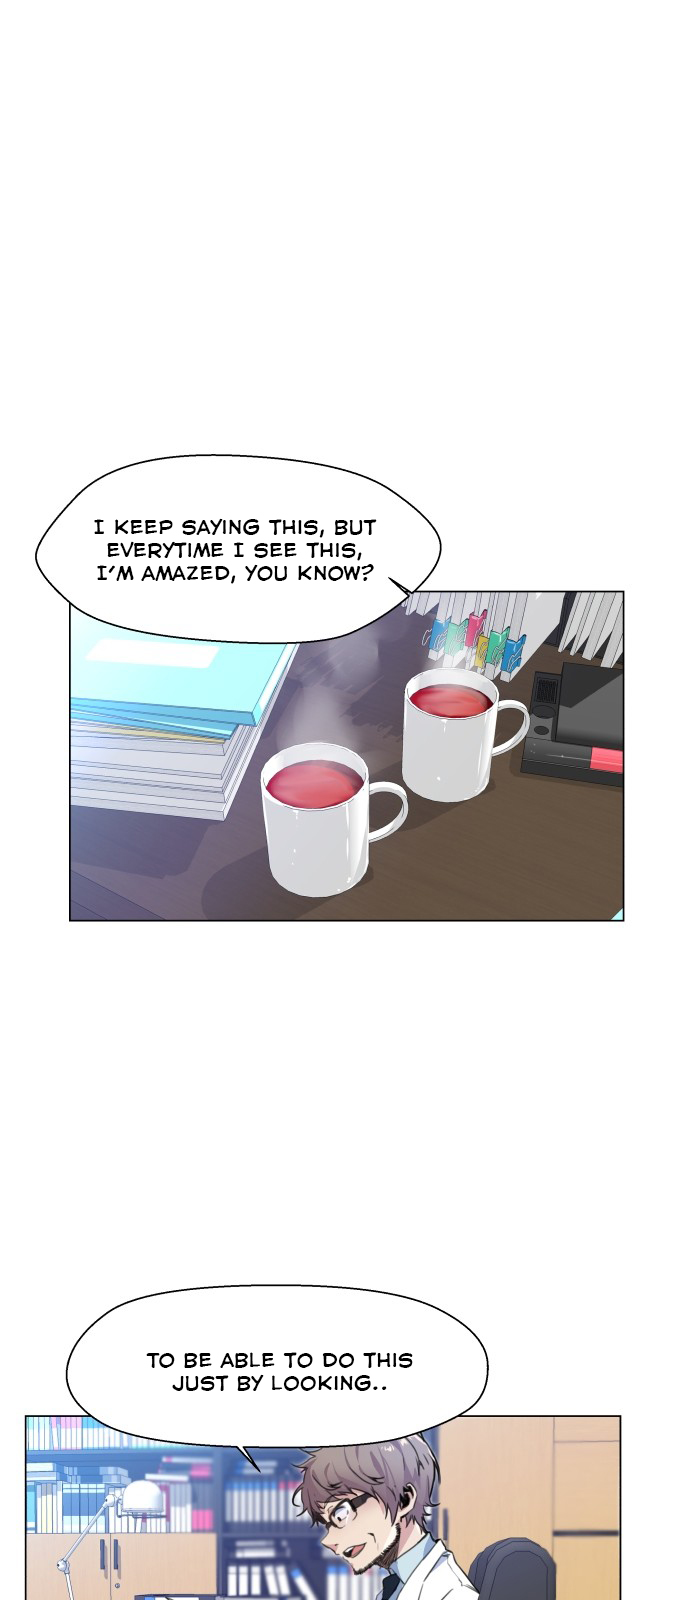 I KEEP SAYING THIS, BUT
EVERYTIME I SEE THIS,
I'M AMAZED, YOU KNOW?
TO BE ABLE TO DO THIS
JUST BY LOOKING..